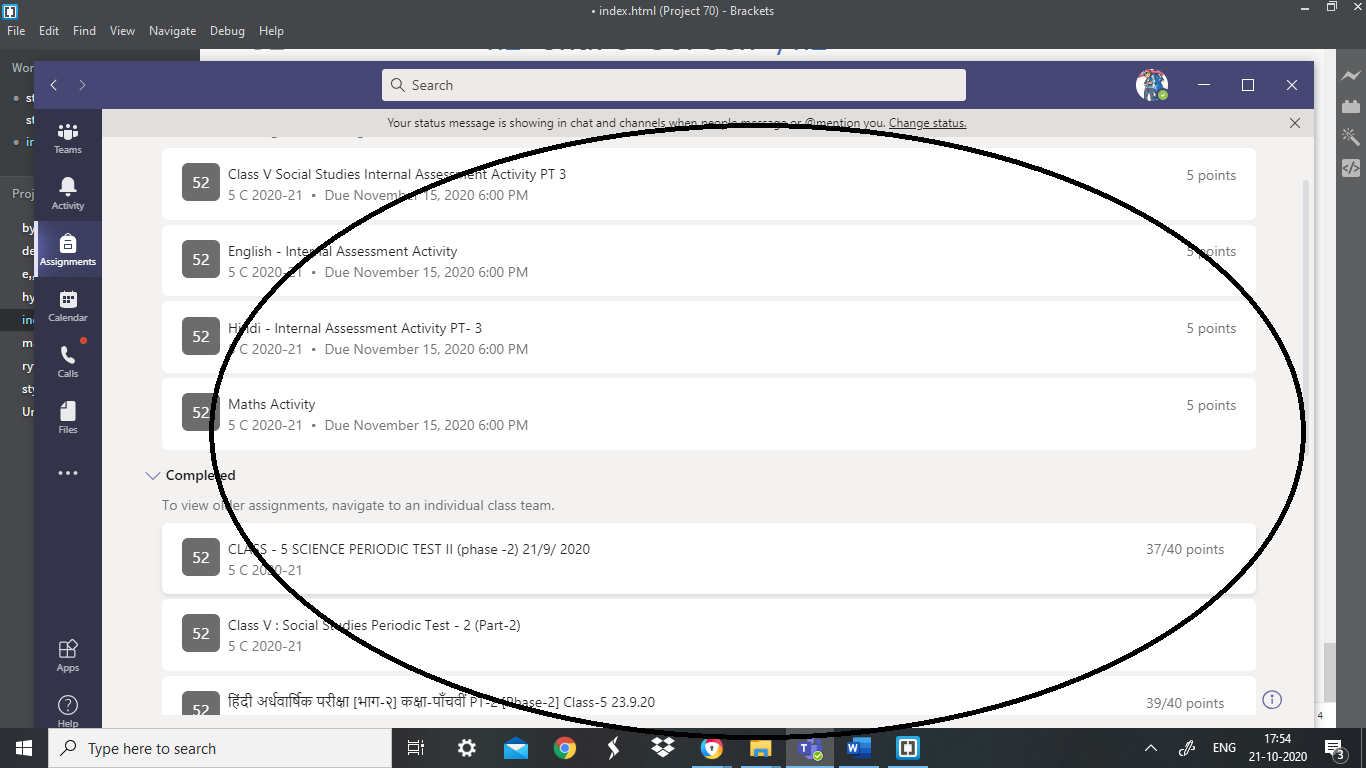 • index.html (Project 70) - Brackets
File Edit Find View Navigate Debug Help
Search
Your status message is showing in chat and channels when people message or @mention you. Change status.
Teams
Activity
Assignments
Calendar
Calls
Files
Apps
Help
52
Class V Social Studies Internal Assessment Activity PT 3
5 C 2020-21 • Due November 15, 2020 6:00 PM
5 points
52
English - Internal Assessment Activity
5 C 2020-21 • Due November 15, 2020 6:00 PM
5 points
52
Hindi - Internal Assessment Activity PT- 3
5 C 2020-21 • Due November 15, 2020 6:00 PM
5 points
52
Maths Activity
5 C 2020-21 • Due November 15, 2020 6:00 PM
5 points
Completed
To view older assignments, navigate to an individual class team.
52
CLASS - 5 SCIENCE PERIODIC TEST II (phase -2) 21/9/ 2020
5 C 2020-21
37/40 points
52
Class V : Social Studies Periodic Test - 2 (Part-2)
5 C 2020-21
52
हिंदी अर्धवार्षिक परीक्षा [भाग-२] कक्षा-पाँचवीं PT-2 [Phase-2] Class-5 23.9.20
39/40 points
4
Type here to search
ENG
17:54
21-10-2020
3